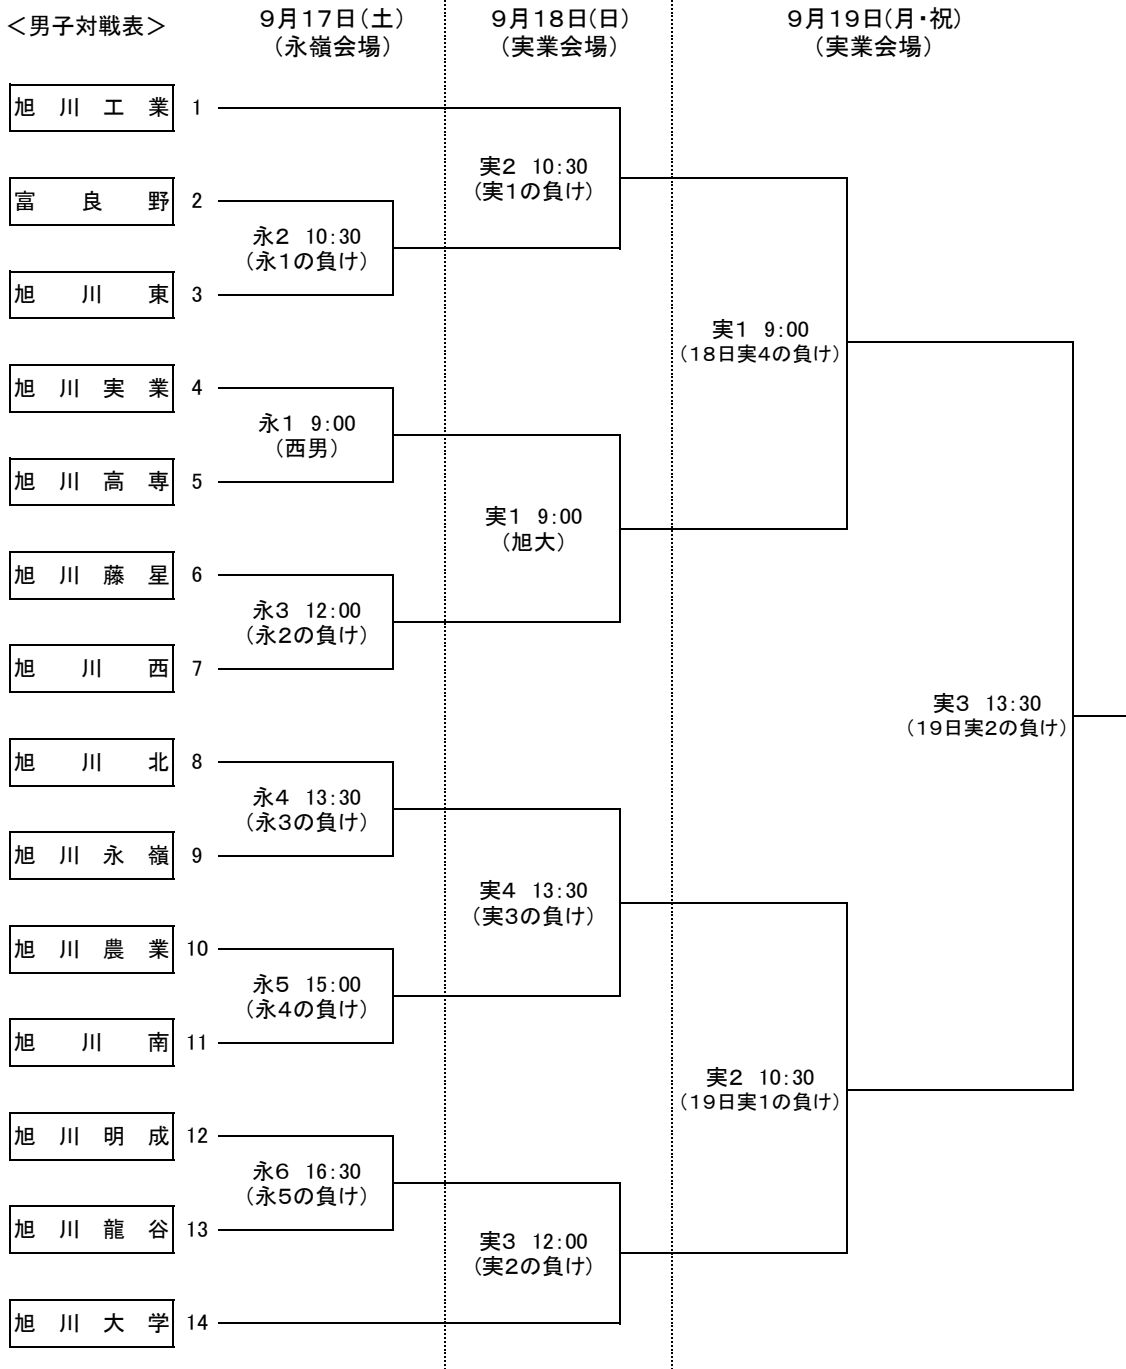 ＜男子対戦表＞
9月17日(土)
(永嶺会場)
9月18日(日)
(実業会場)
9月19日(月・祝)
(実業会場)
旭川工業 1
実2 10:30
(実1の負け)
富良野 2
永2 10:30
(永1の負け)
旭川東 3
実1 9:00
(18日実4の負け)
旭川実業 4
永1 9:00
(西男)
旭川高専 5
実1 9:00
(旭大)
旭川藤星 6
永3 12:00
(永2の負け)
旭川西 7
実3 13:30
(19日実2の負け)
旭川北 8
永4 13:30
(永3の負け)
旭川永嶺 9
実4 13:30
(実3の負け)
旭川農業 10
永5 15:00
(永4の負け)
旭川南 11
実2 10:30
(19日実1の負け)
旭川明成 12
永6 16:30
(永5の負け)
旭川龍谷 13
実3 12:00
(実2の負け)
旭川大学 14